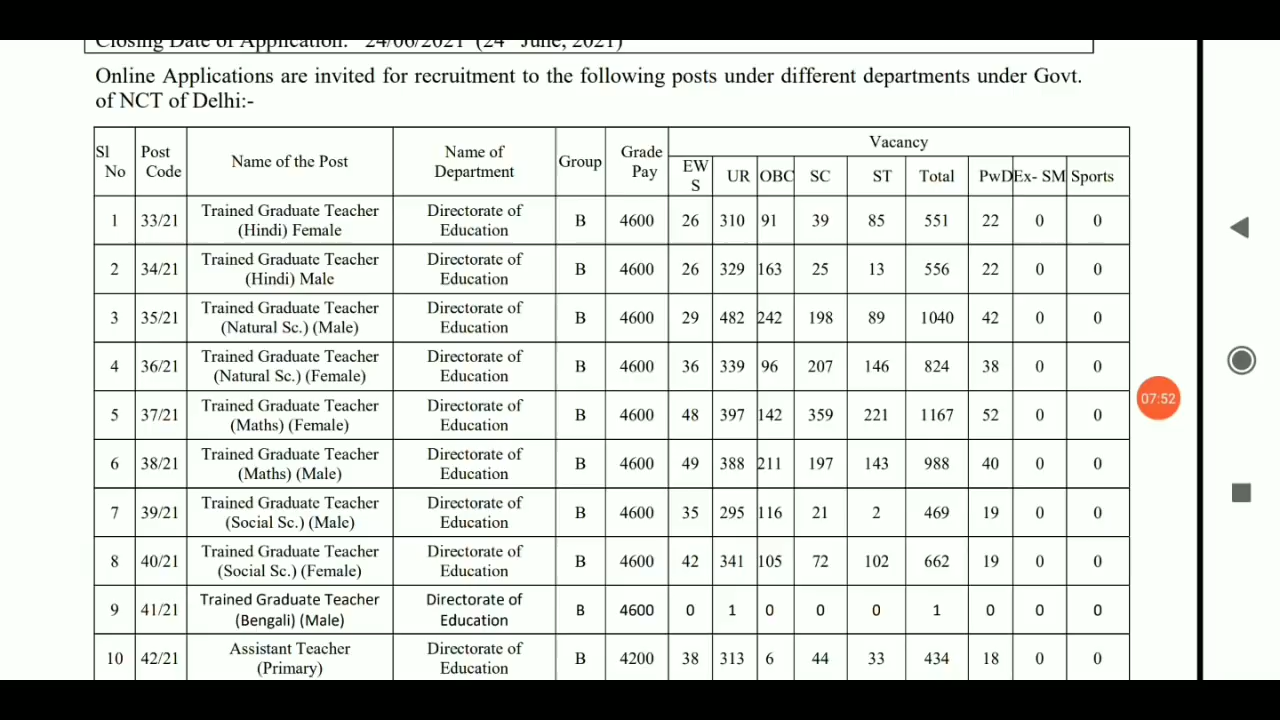 Closing Date of Application: 24/06/2021 (24th June, 2021)
Online Applications are invited for recruitment to the following posts under different departments under Govt.
of NCT of Delhi:-
Sl No Post Code Name of the Post Name of Department Group Grade Pay Vacancy
EWS UR OBC SC ST Total PwD Ex- SM Sports
1 33/21 Trained Graduate Teacher (Hindi) Female Directorate of Education B 4600 26 310 91 39 85 551 22 0 0
2 34/21 Trained Graduate Teacher (Hindi) Male Directorate of Education B 4600 26 329 163 25 13 556 22 0 0
3 35/21 Trained Graduate Teacher (Natural Sc.) (Male) Directorate of Education B 4600 29 482 242 198 89 1040 42 0 0
4 36/21 Trained Graduate Teacher (Natural Sc.) (Female) Directorate of Education B 4600 36 339 96 207 146 824 38 0 0
5 37/21 Trained Graduate Teacher (Maths) (Female) Directorate of Education B 4600 48 397 142 359 221 1167 52 0 0
6 38/21 Trained Graduate Teacher (Maths) (Male) Directorate of Education B 4600 49 388 211 197 143 988 40 0 0
7 39/21 Trained Graduate Teacher (Social Sc.) (Male) Directorate of Education B 4600 35 295 116 21 2 469 19 0 0
8 40/21 Trained Graduate Teacher (Social Sc.) (Female) Directorate of Education B 4600 42 341 105 72 102 662 19 0 0
9 41/21 Trained Graduate Teacher (Bengali) (Male) Directorate of Education B 4600 0 1 0 0 0 1 0 0 0
10 42/21 Assistant Teacher (Primary) Directorate of Education B 4200 38 313 6 44 33 434 18 0 0
07:52